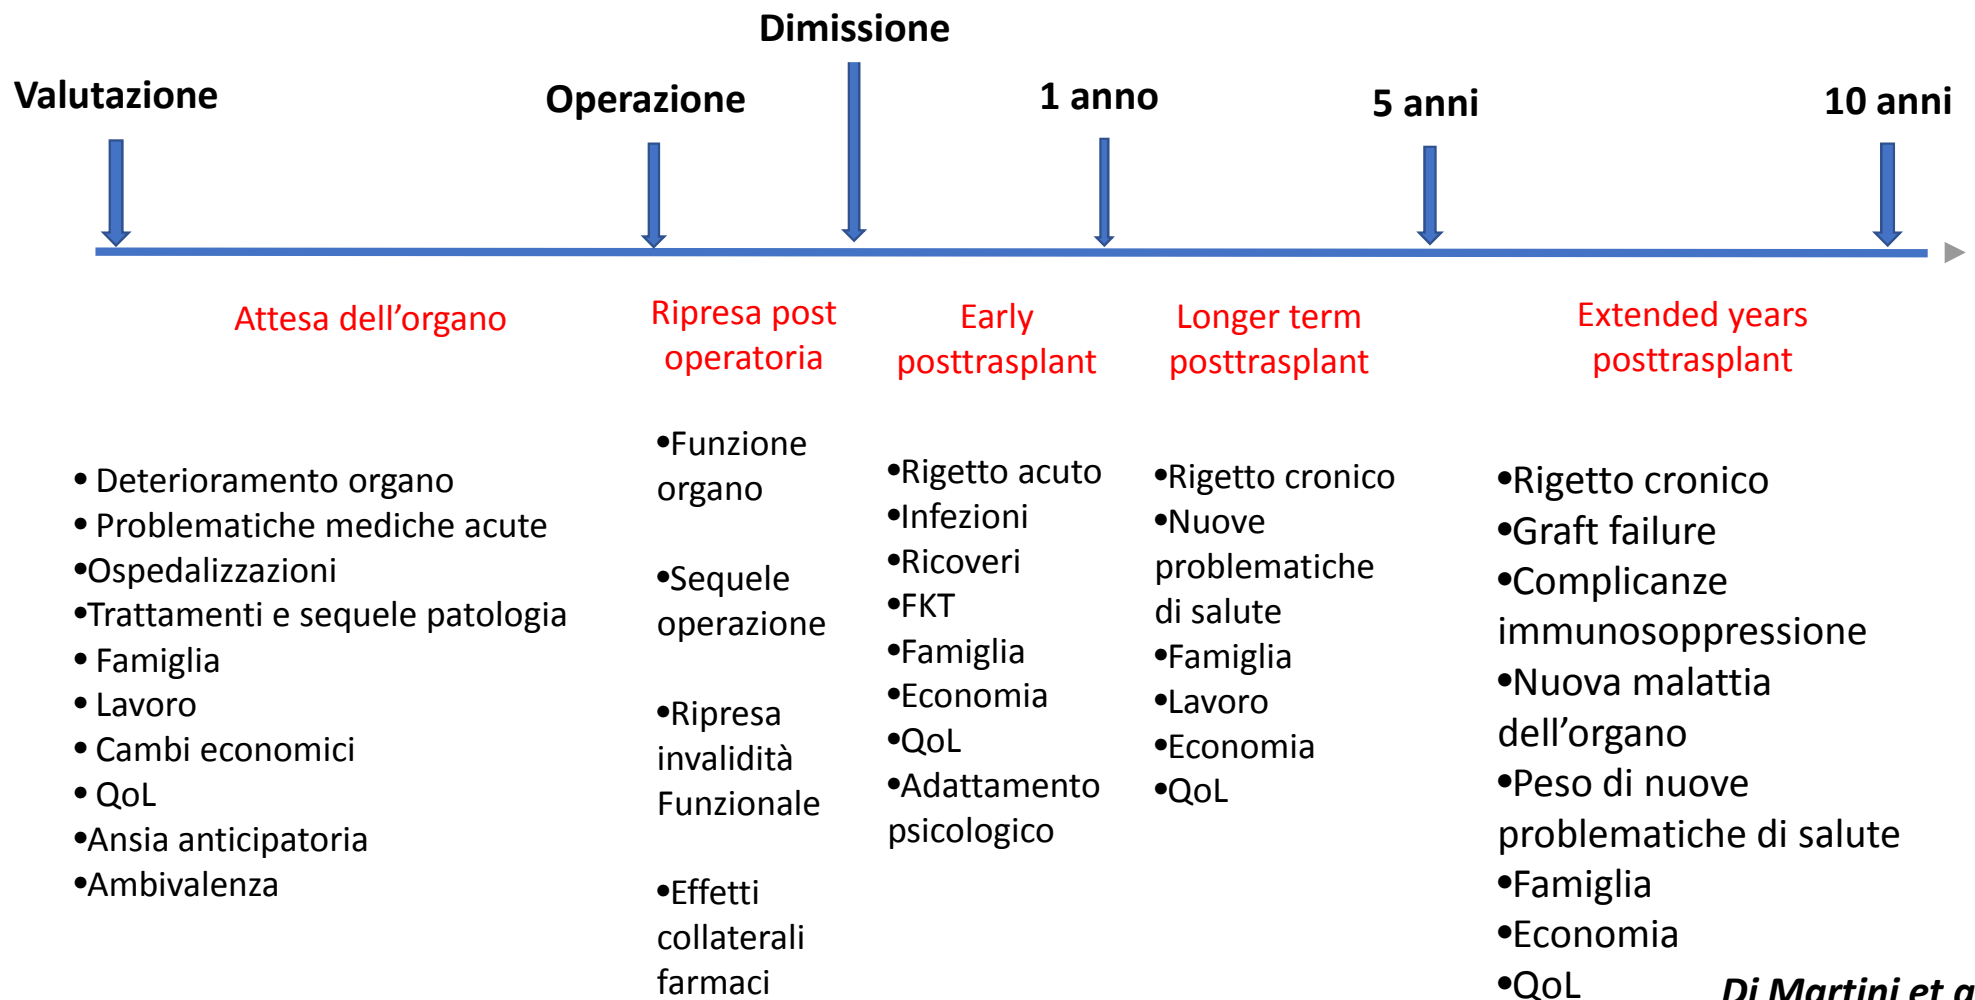 Dimissione
Valutazione
Operazione
1 anno
5 anni
10 anni
Attesa dell’organo
Ripresa post
operatoria
Early
posttrasplant
Longer term
posttrasplant
Extended years
posttrasplant
• Deterioramento organo
• Problematiche mediche acute
•Ospedalizzazioni
•Trattamenti e sequele patologia
• Famiglia
• Lavoro
• Cambi economici
• QoL
•Ansia anticipatoria
•Ambivalenza
•Funzione
organo
•Sequele
operazione
•Ripresa
invalidità
Funzionale
•Effetti
collaterali
farmaci
•Rigetto acuto
•Infezioni
•Ricoveri
•FKT
•Famiglia
•Economia
•QoL
•Adattamento
psicologico
•Rigetto cronico
•Nuove
problematiche
di salute
•Famiglia
•Lavoro
•Economia
•QoL
•Rigetto cronico
•Graft failure
•Complicanze
immunosoppressione
•Nuova malattia
dell’organo
•Peso di nuove
problematiche di salute
•Famiglia
•Economia
•QoL
Di Martini et a